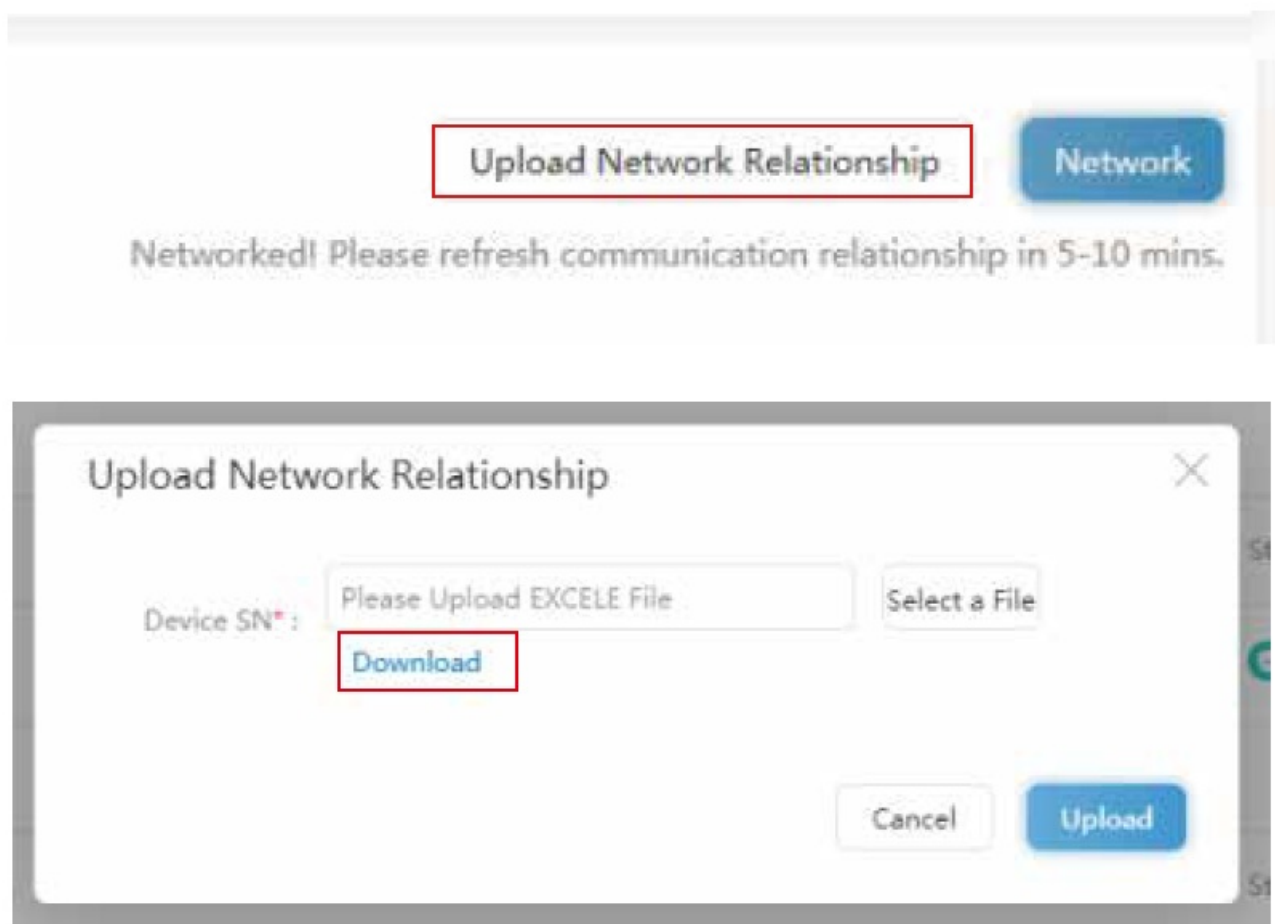 Upload Network Relationship Network
Networked! Please refresh communication relationship in 5-10 mins.
Upload Network Relationship
Please Upload EXCELE File Select a File
Device SN* :
Download
Cancel Upload